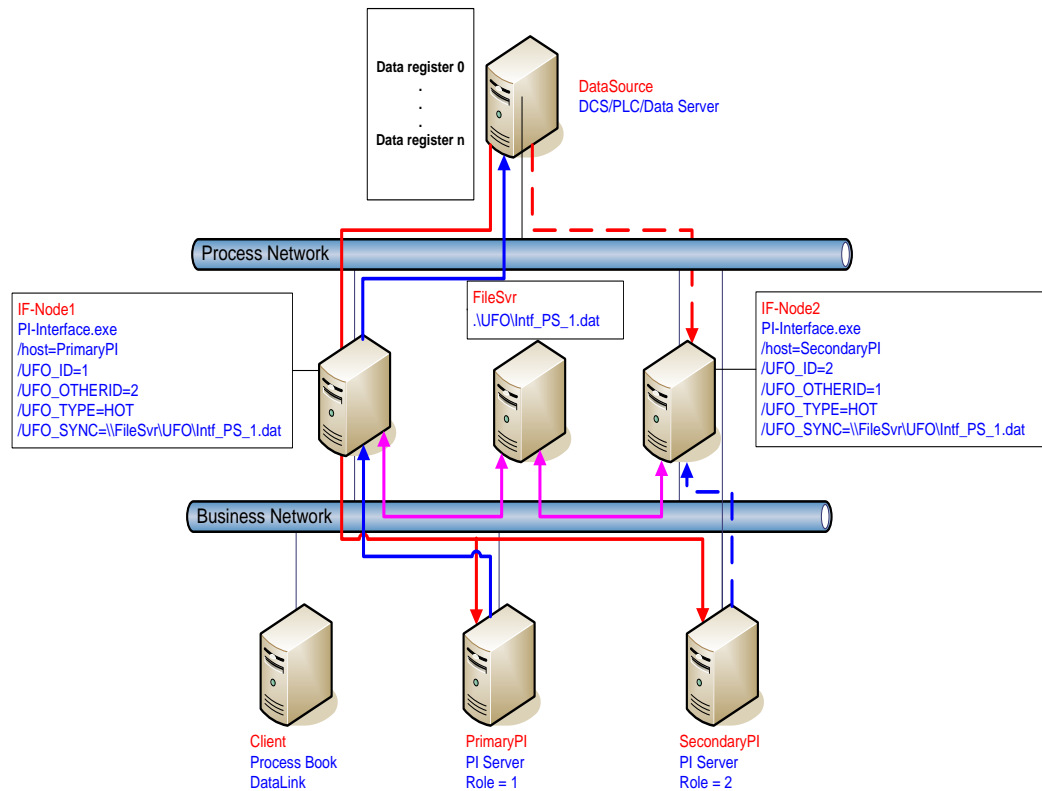 Data register 0
.
.
.
Data register n
DataSource
DCS/PLC/Data Server
Process Network
IF-Node1
PI-Interface.exe
/host=PrimaryPI
/UFO_ID=1
/UFO_OTHERID=2
/UFO_TYPE=HOT
/UFO_SYNC=\\FileSvr\UFO\Intf_PS_1.dat
FileSvr
.\UFO\Intf_PS_1.dat
IF-Node2
PI-Interface.exe
/host=SecondaryPI
/UFO_ID=2
/UFO_OTHERID=1
/UFO_TYPE=HOT
/UFO_SYNC=\\FileSvr\UFO\Intf_PS_1.dat
Business Network
Client
Process Book
DataLink
PrimaryPI
PI Server
Role = 1
SecondaryPI
PI Server
Role = 2